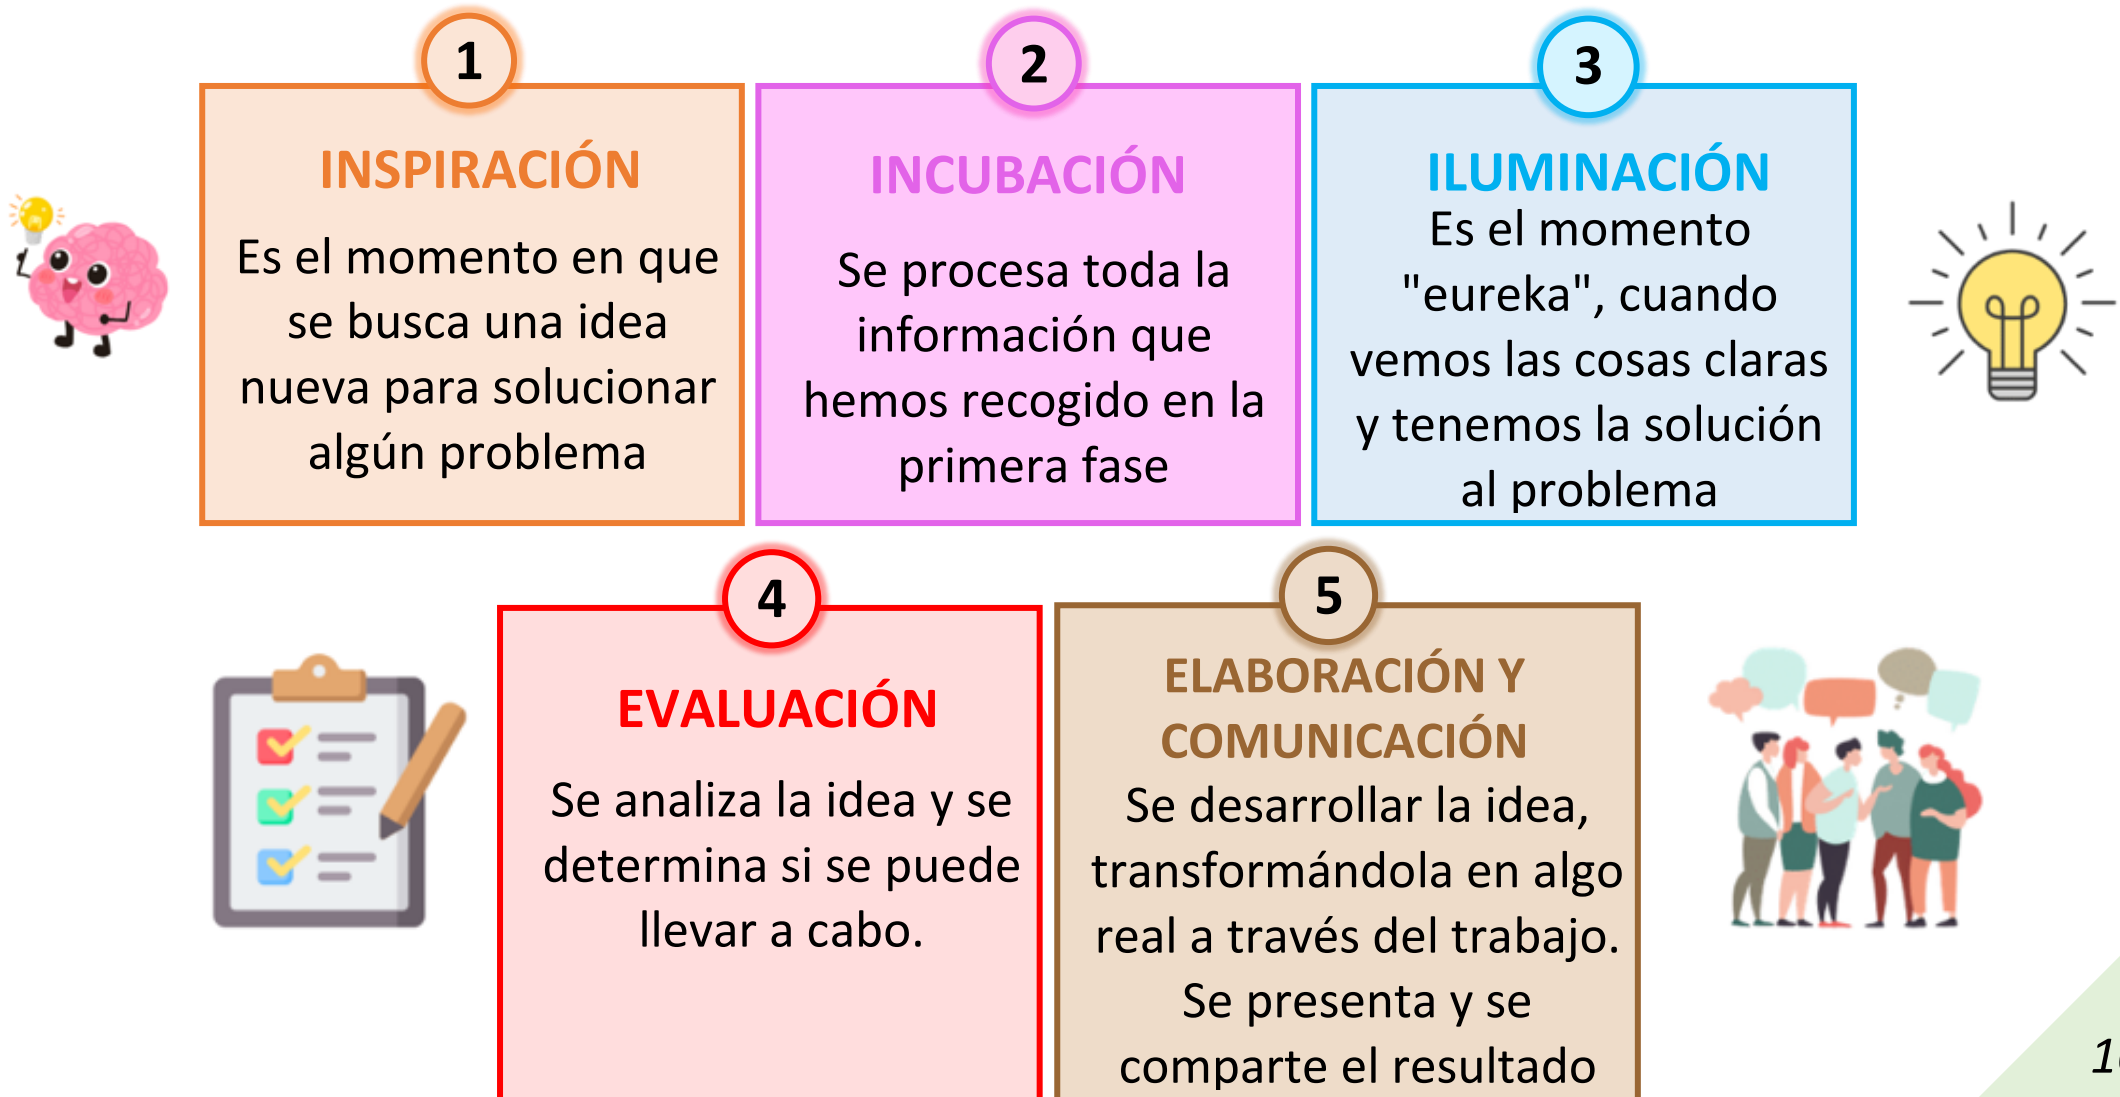 1
INSPIRACIÓN
Es el momento en que
se busca una idea
nueva para solucionar
algún problema
2
INCUBACIÓN
Se procesa toda la
información que
hemos recogido en la
primera fase
3
ILUMINACIÓN
Es el momento
"eureka", cuando
vemos las cosas claras
y tenemos la solución
al problema
4
EVALUACIÓN
Se analiza la idea y se
determina si se puede
llevar a cabo.
5
ELABORACIÓN Y
COMUNICACIÓN
Se desarrollar la idea,
transformándola en algo
real a través del trabajo.
Se presenta y se
comparte el resultado